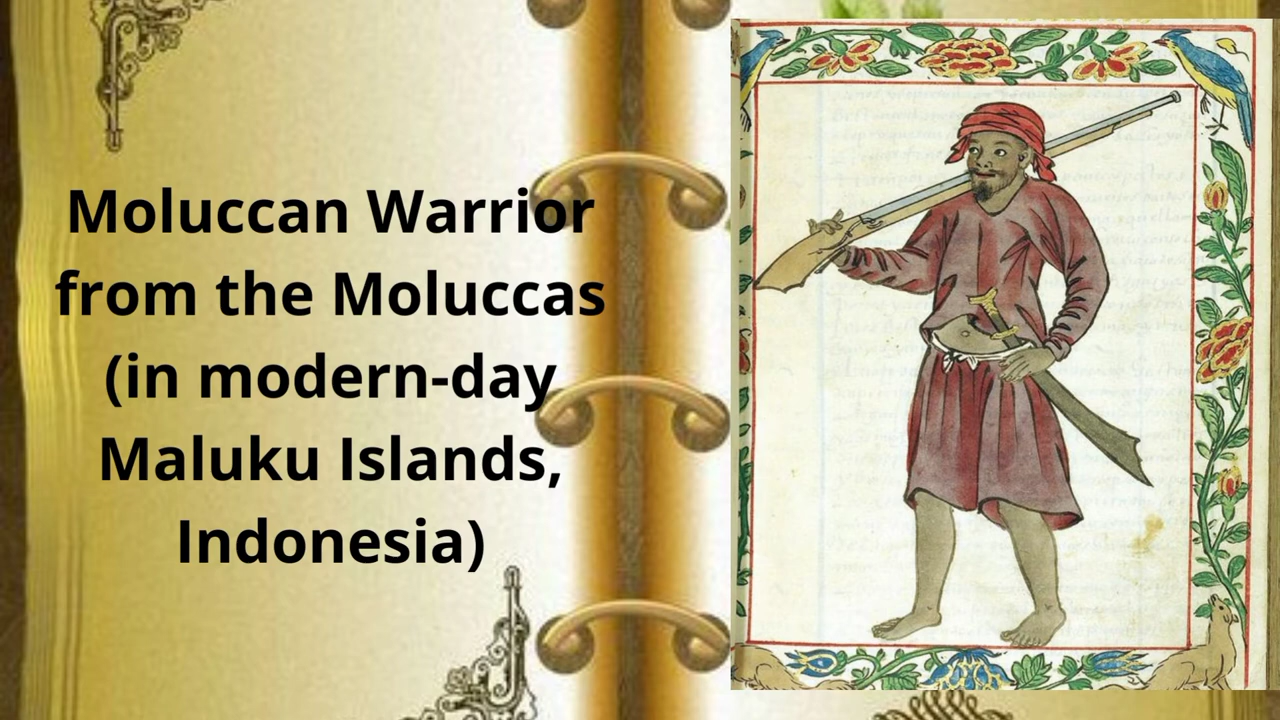 Moluccan Warrior
from the Moluccas
(in modern-day
Maluku Islands,
Indonesia)